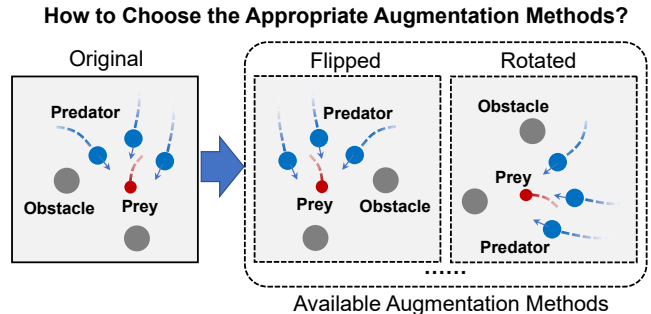 How to Choose the Appropriate Augmentation Methods?
Original
Predator
Obstacle
Prey
Flipped
Predator
Prey
Obstacle
Rotated
Obstacle
Prey
Predator
......
Available Augmentation Methods